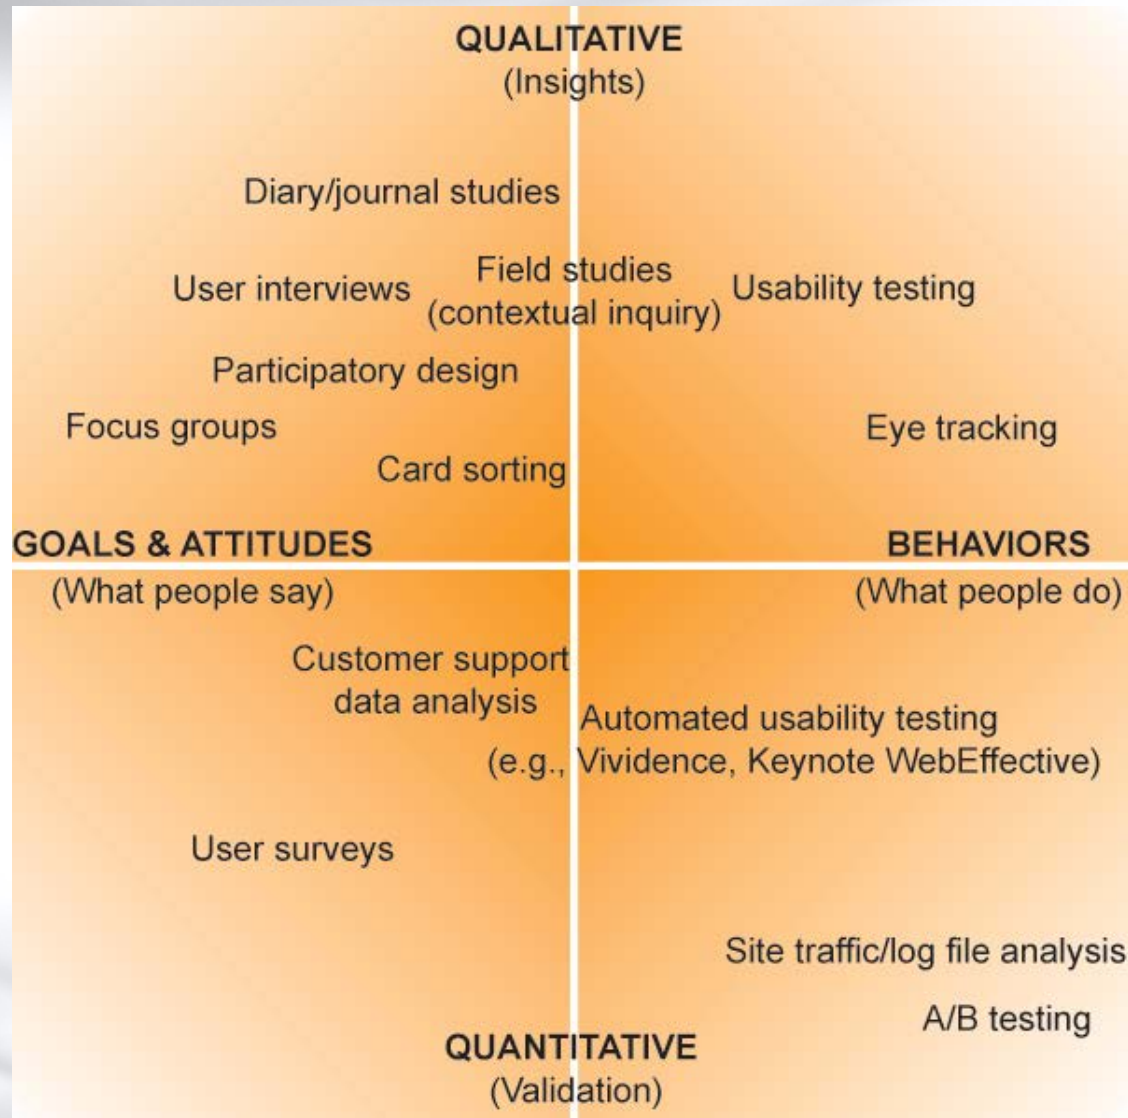 QUALITATIVE
(Insights)
Diary/journal studies
Field studies
(contextual inquiry)
User interviews
Usability testing
Participatory design
Focus groups
Eye tracking
Card sorting
GOALS & ATTITUDES
(What people say)
BEHAVIORS
(What people do)
Customer support
data analysis
Automated usability testing
(e.g., Vividence, Keynote WebEffective)
User surveys
Site traffic/log file analysis
A/B testing
QUANTITATIVE
(Validation)